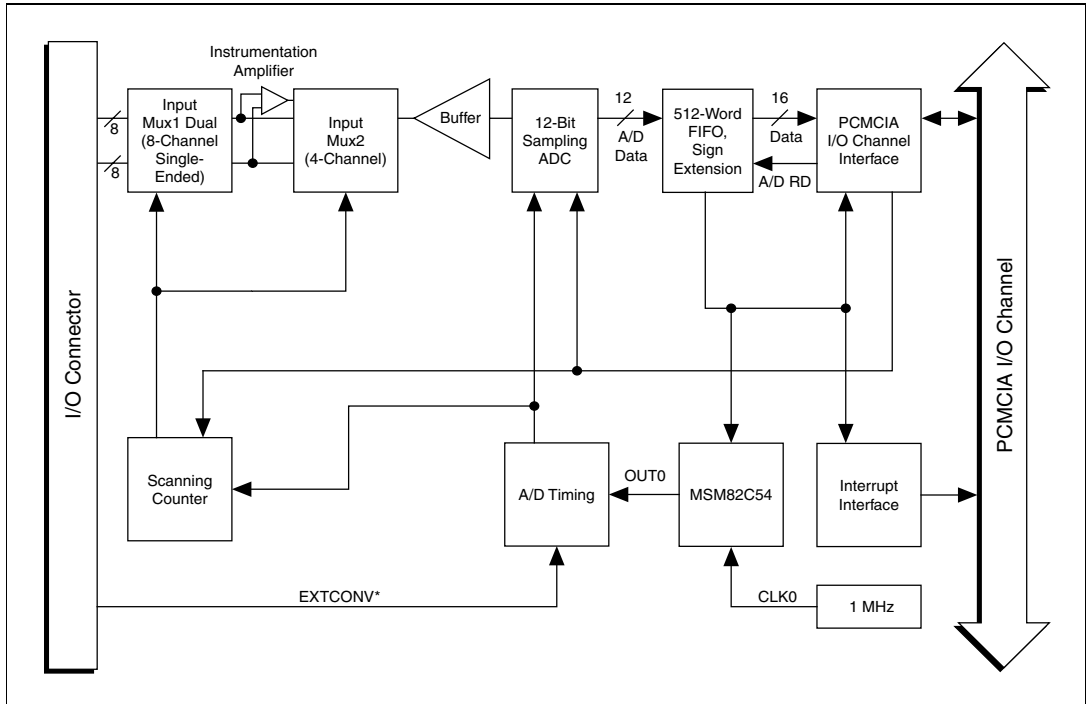 Instrumentation
Amplifier
8
8
Input
Mux1 Dual
(8-Channel
Single-
Ended)
Input
Mux2
(4-Channel)
Buffer
12-Bit
Sampling
ADC
12
A/D
Data
512-Word
FIFO,
Sign
Extension
16
Data
A/D RD
PCMCIA
I/O Channel
Interface
I/O Connector
PCMCIA I/O Channel
Scanning
Counter
A/D Timing
OUT0
MSM82C54
Interrupt
Interface
EXTCONV*
CLK0
1 MHz